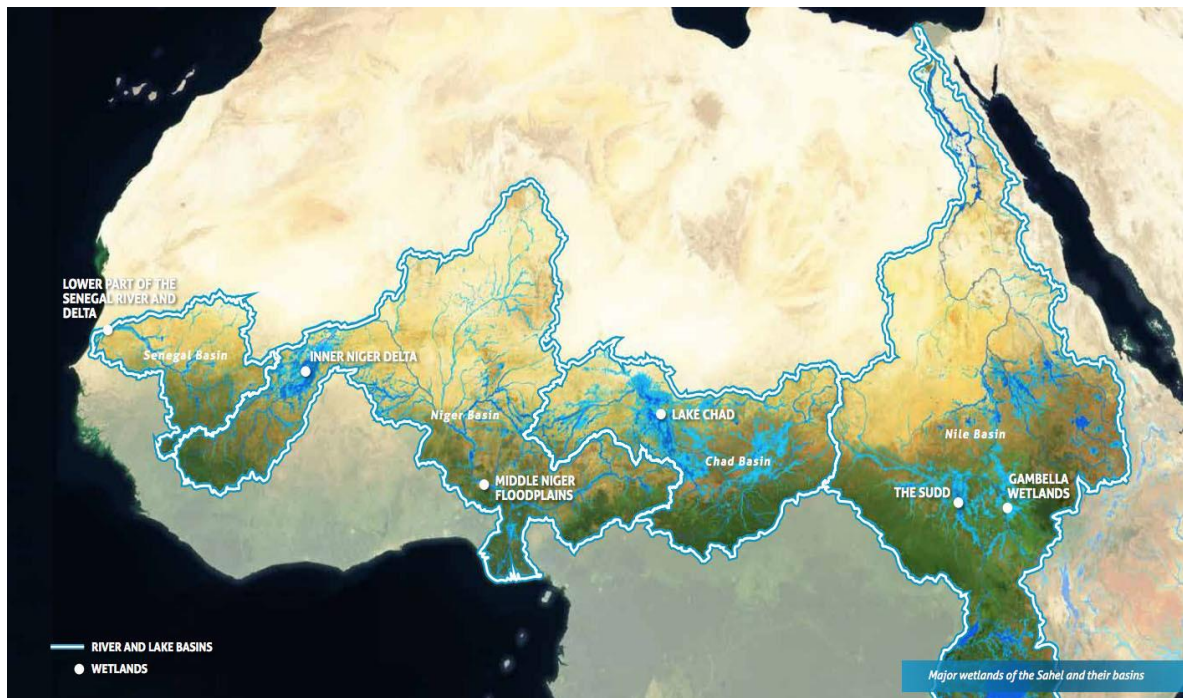 LOWER PART OF THE
SENEGAL RIVER AND
DELTA
Senegal Basin
INNER NIGER DELTA
Niger Basin
LAKE CHAD
Chad Basin
MIDDLE NIGER
FLOODPLAINS
Nile Basin
THE SUDD
GAMBELLA
WETLANDS
RIVER AND LAKE BASINS
WETLANDS
Major wetlands of the Sahel and their basins